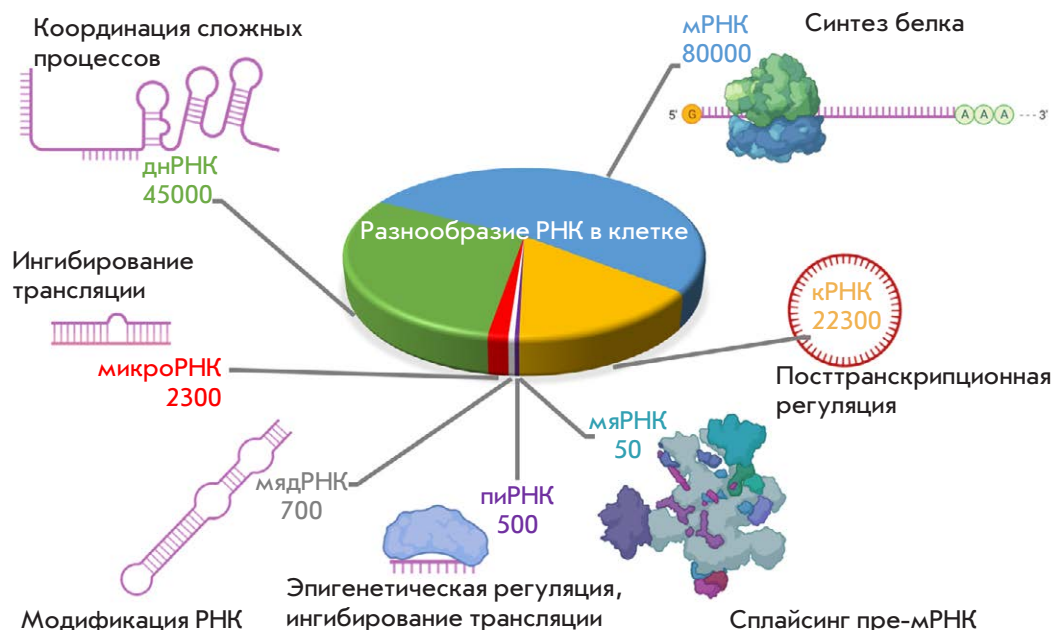 Координация сложных
процессов
днРНК
45000
мРНК
80000
Синтез белка
5'
G
A A A
3'
Разнообразие РНК в клетке
Ингибирование
трансляции
микроРНК
2300
кРНК
22300
Посттранскрипционная
регуляция
мядРНК
700
пиРНК
500
мяРНК
50
Модификация РНК
Эпигенетическая регуляция,
ингибирование трансляции
Сплайсинг пре-мРНК